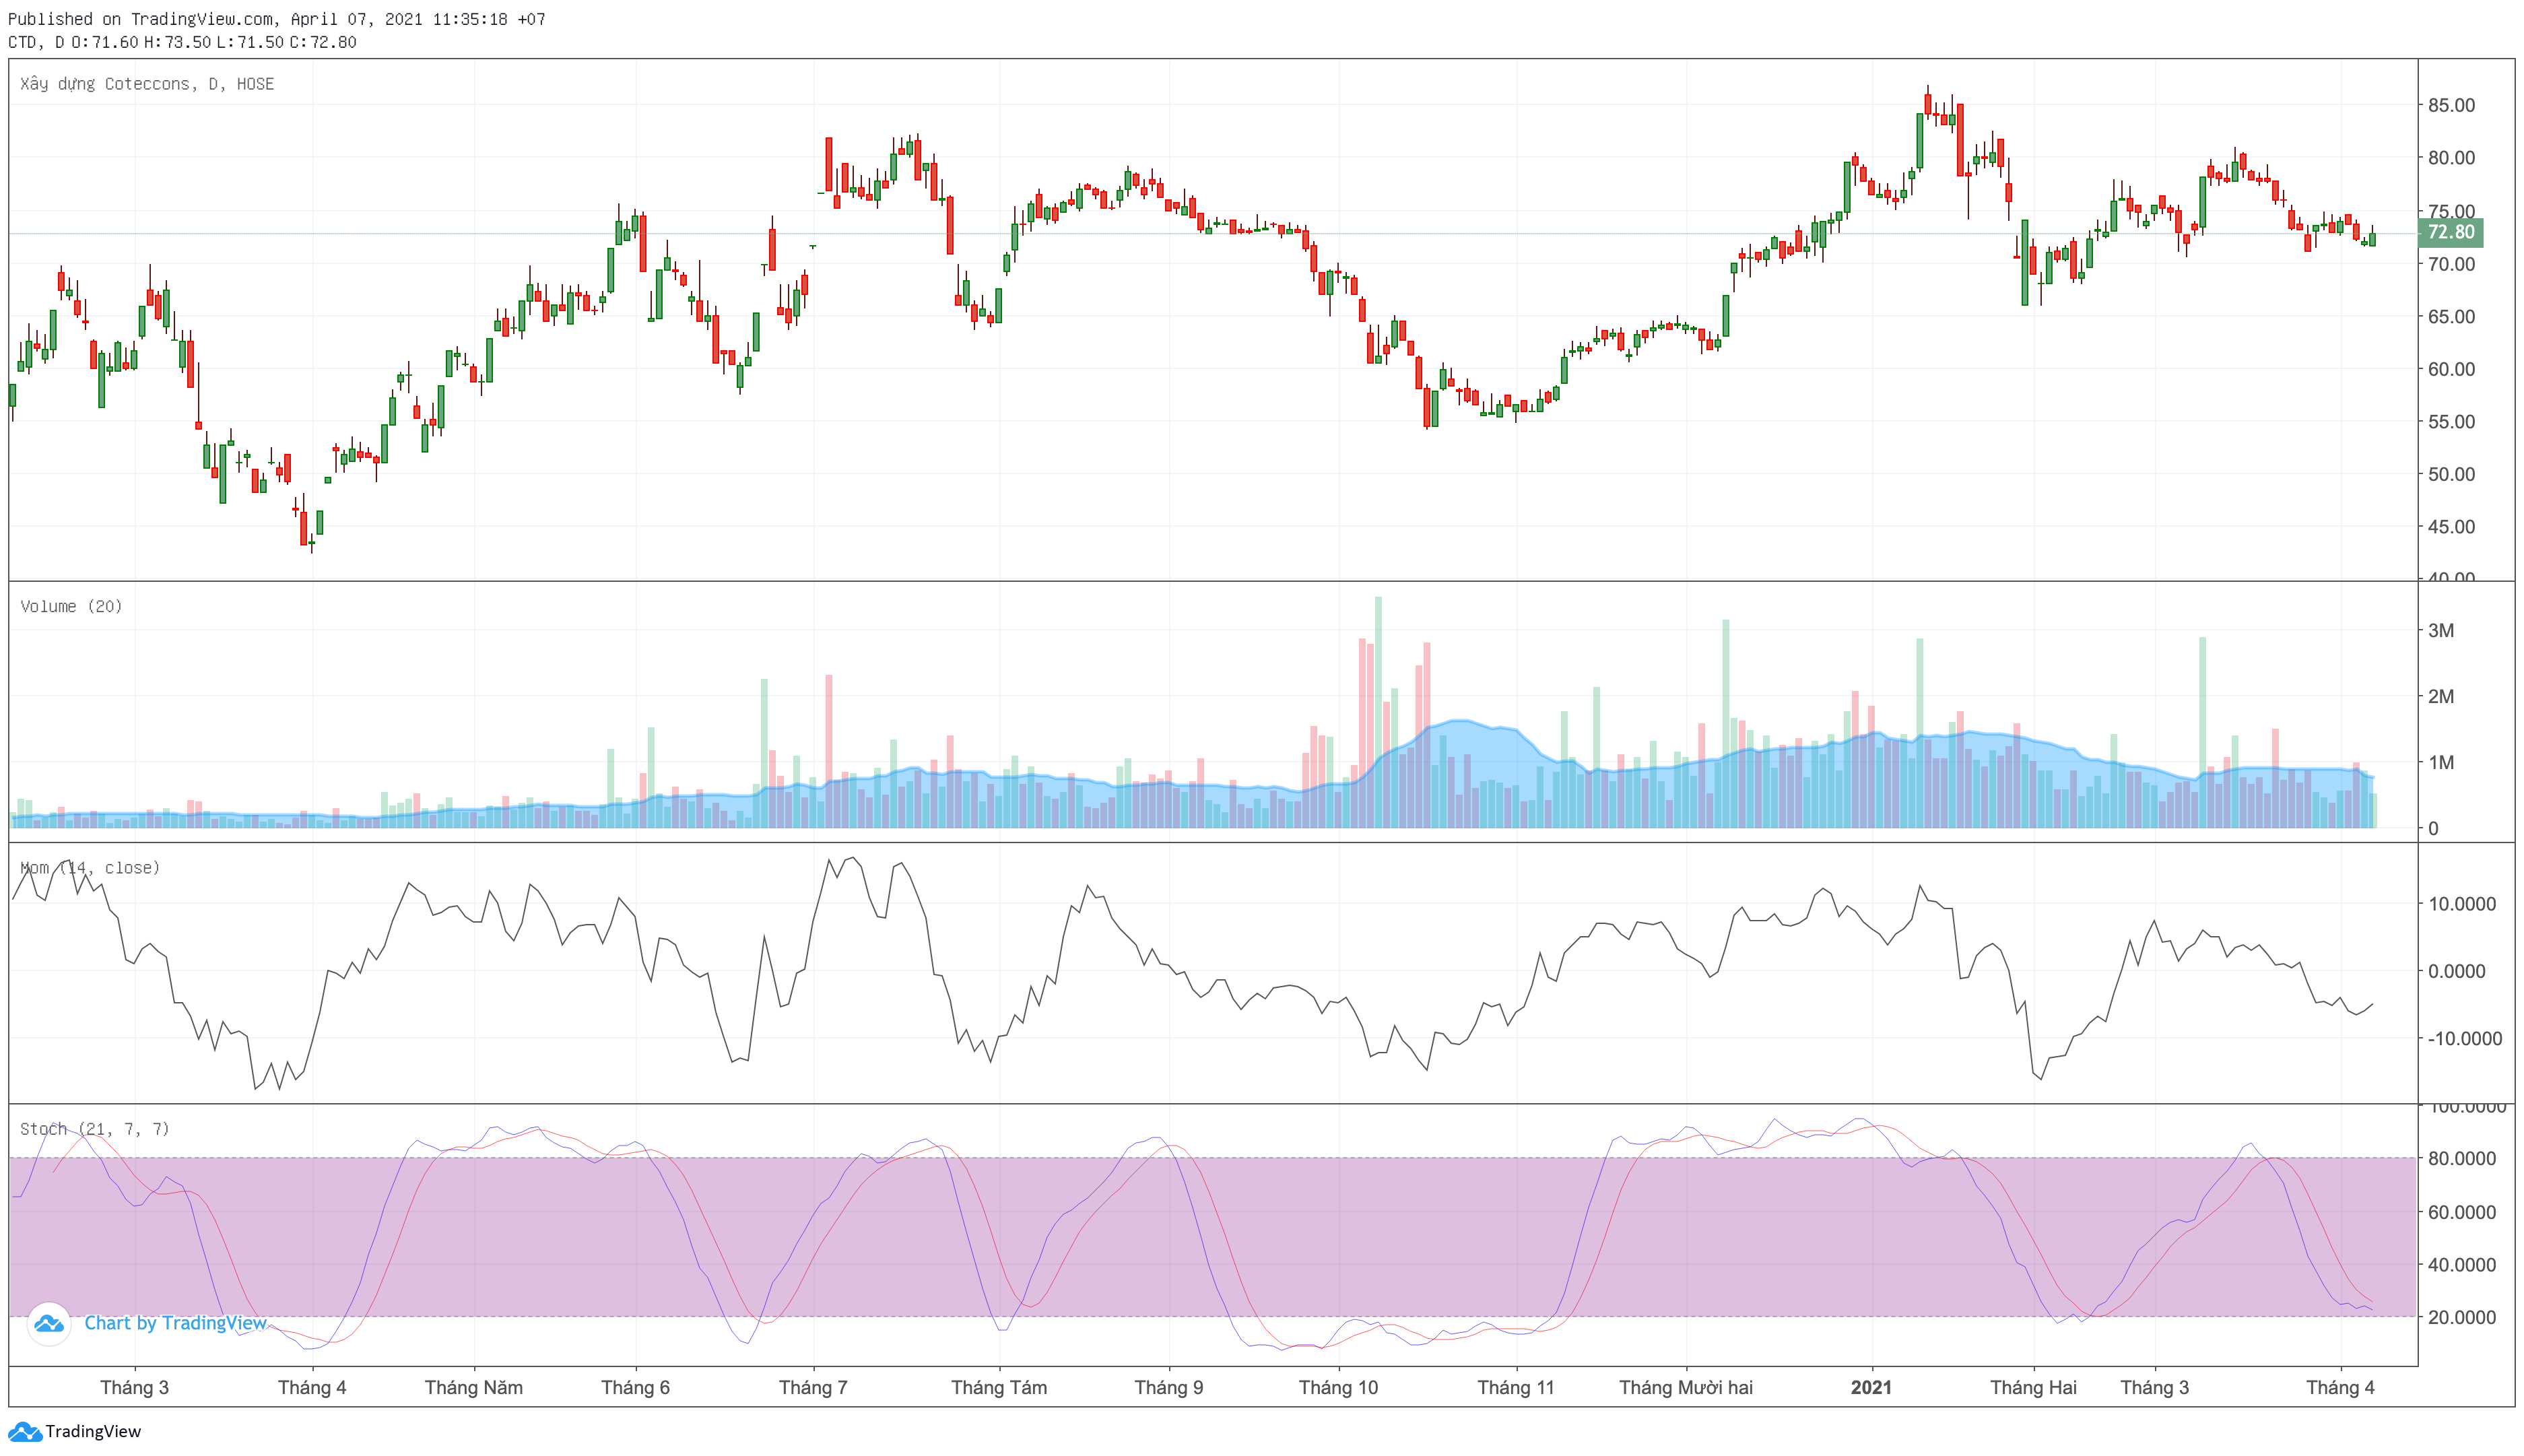 Published on TradingView.com, April 07, 2021 11:35:18 +07
CTD, D O:71.60 H:73.50 L:71.50 C:72.80
Xây dựng Coteccons, D, HOSE
85.00
80.00
75.00
72.80
70.00
65.00
60.00
55.00
50.00
45.00
40.00
Volume (20)
3M
2M
1M
0
Mom (14, close)
10.0000
0.0000
-10.0000
Stoch (21, 7, 7)
100.0000
80.0000
60.0000
40.0000
20.0000
Chart by TradingView
Tháng 3 Tháng 4 Tháng Năm Tháng 6 Tháng 7 Tháng Tám Tháng 9 Tháng 10 Tháng 11 Tháng Mười hai 2021 Tháng Hai Tháng 3 Tháng 4
TradingView